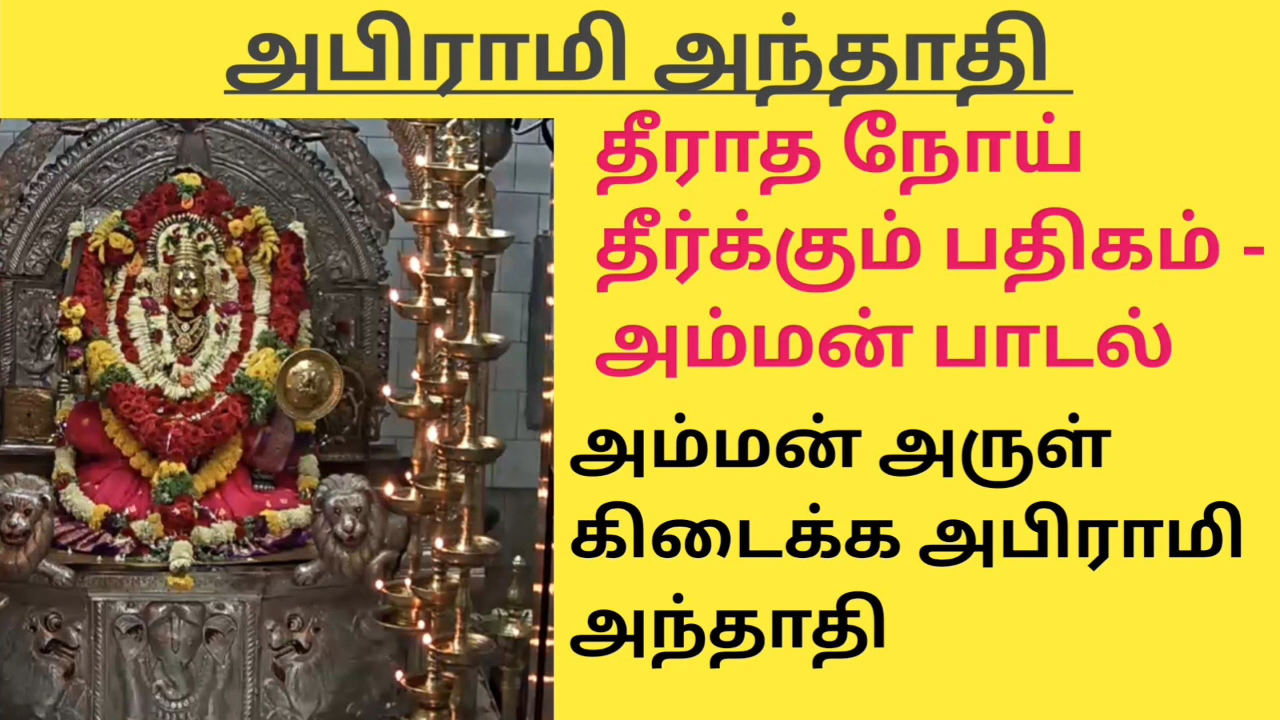 அபிராமி அந்தாதி
தீராத நோய்
தீர்க்கும் பதிகம் -
அம்மன் பாடல்
அம்மன் அருள்
கிடைக்க அபிராமி
அந்தாதி